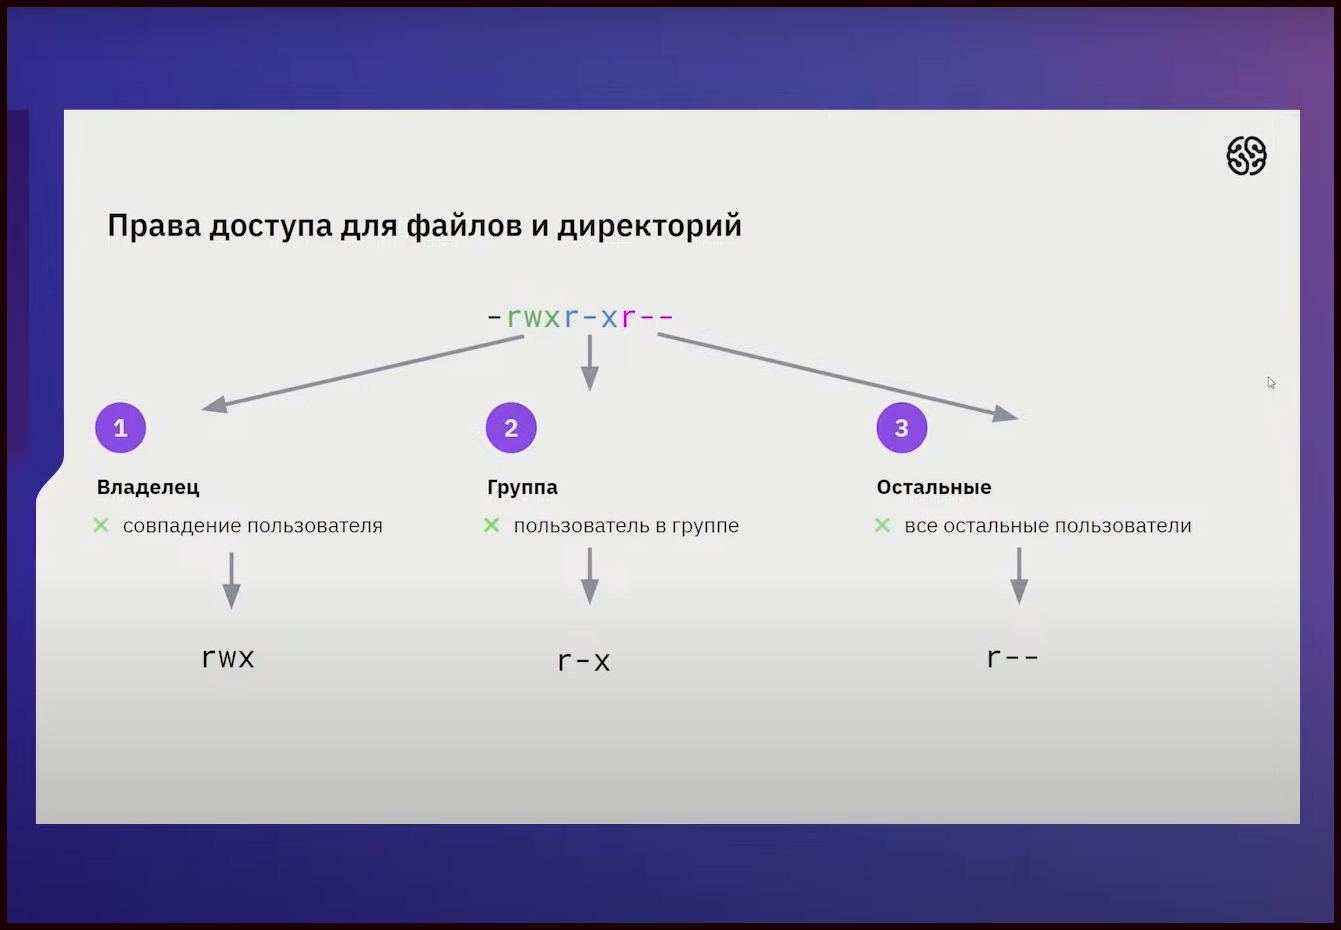 Права доступа для файлов и директорий
-rwxr-xr--
1
2
3
Владелец
Группа
Остальные
совпадение пользователя
пользователь в группе
все остальные пользователи
rwx
r-x
r--